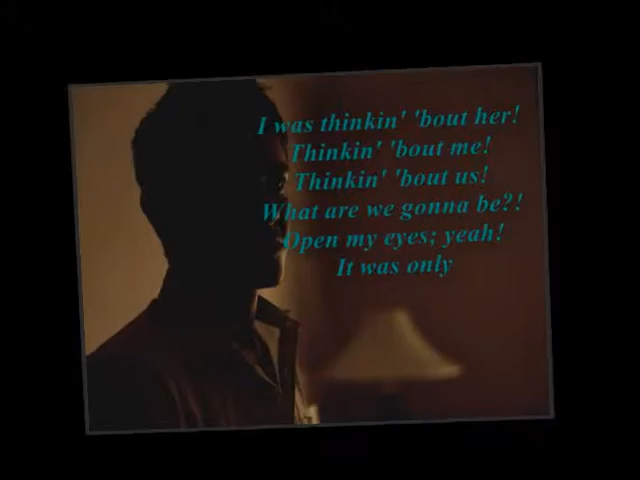 I was thinkin' 'bout her!
Thinkin' 'bout me!
Thinkin' 'bout us!
What are we gonna be?!
Open my eyes; yeah!
It was only